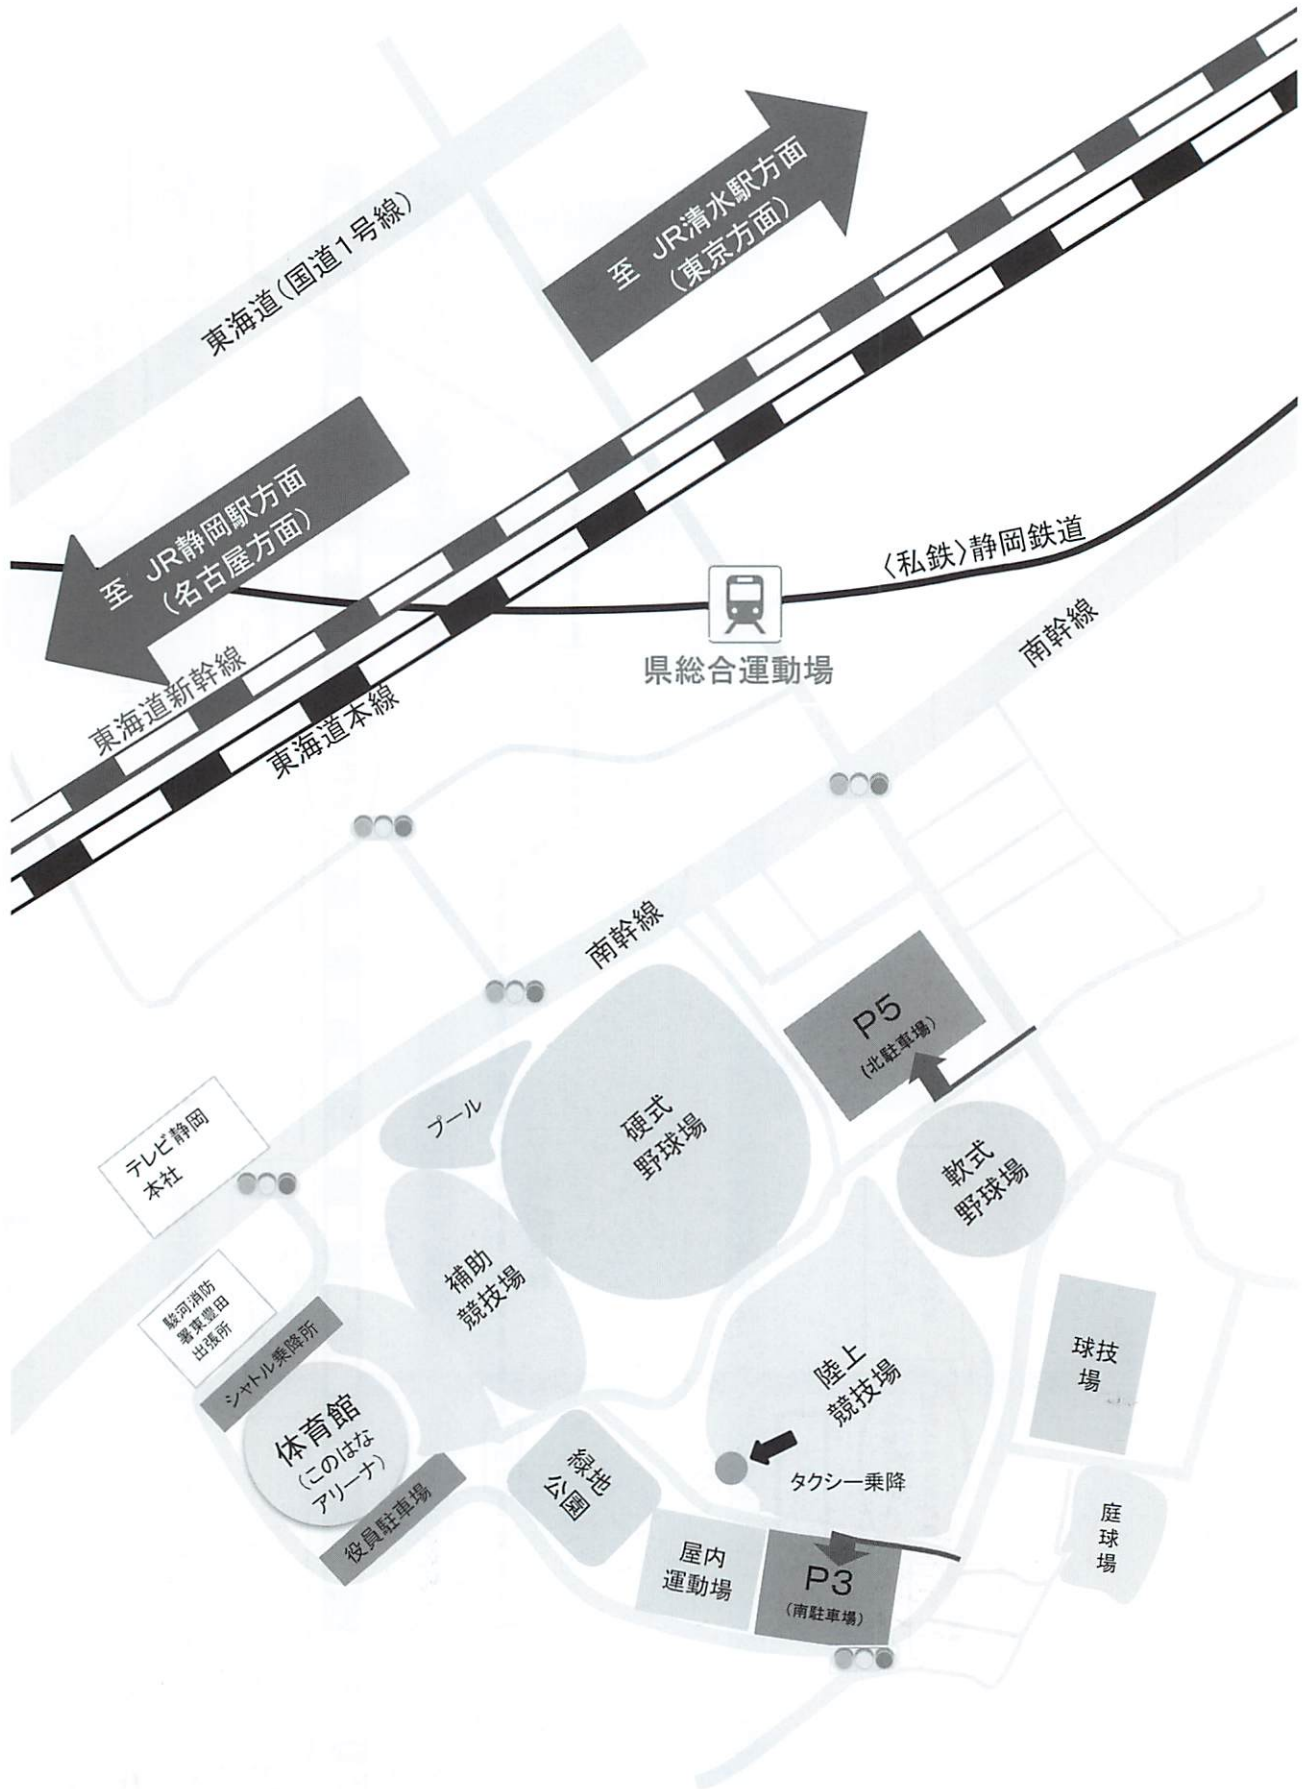 東海道(国道1号線)
至 JR清水駅方面
(東京方面)
至 JR静岡駅方面
(名古屋方面)
〈私鉄〉静岡鉄道
県総合運動場
南幹線
東海道新幹線
東海道本線
南幹線
P5
(北駐車場)
プール
硬式
野球場
テレビ静岡
本社
軟式
野球場
補助
競技場
駿河消防
署東豊田
出張所
シャトル乗降所
陸上
競技場
球技
場
体育館
(このはな
アリーナ)
緑地
公園
タクシー乗降
役員駐車場
庭
球
場
屋内
運動場
P3
(南駐車場)